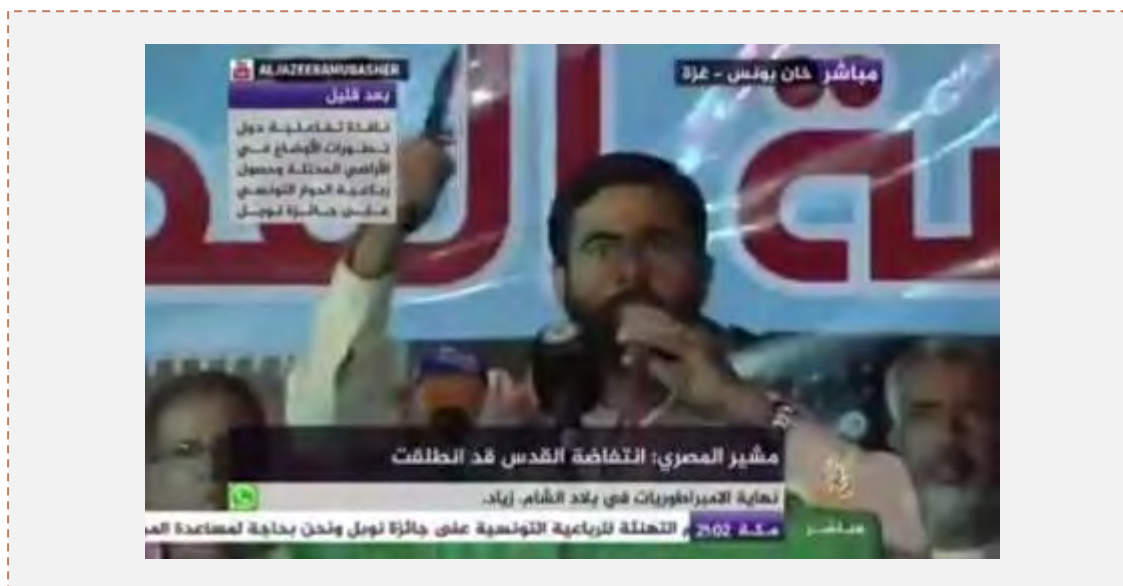 ALJAZEERAMUBASHER
مباشر خان يونس - غزة
بعد قليل
نافذة تفاعلية حول
تطورات الأوضاع في
الأراضي المحتلة وحصول
رباعية الحوار التونسي
على جائزة نوبل
مشير المصري: انتفاضة القدس قد انطلقت
نهاية الامبراطوريات في بلاد الشام. زياد.
مباشر
مكة 21:02 م التهنئة للرباعية التونسية على جائزة نوبل ونحن بحاجة لمساعدة